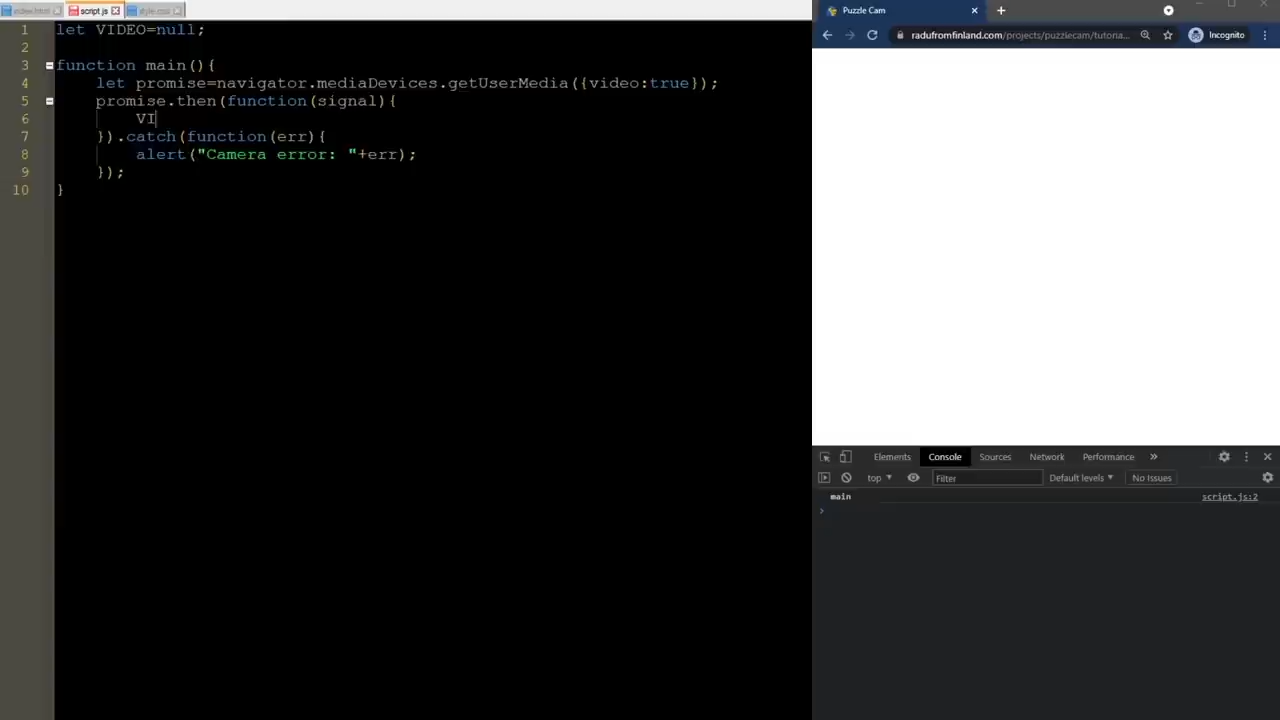 index.html script.js style.css
1 let VIDEO=null;
2
3 function main(){
4 let promise=navigator.mediaDevices.getUserMedia({video:true});
5 promise.then(function(signal){
6 VI
7 }).catch(function(err){
8 alert("Camera error: "+err);
9 });
10 }
Puzzle Cam
radufromfinland.com/projects/puzzlecam/tutoria... Incognito
Elements Console Sources Network Performance »
top Filter Default levels No Issues
main script.js:2